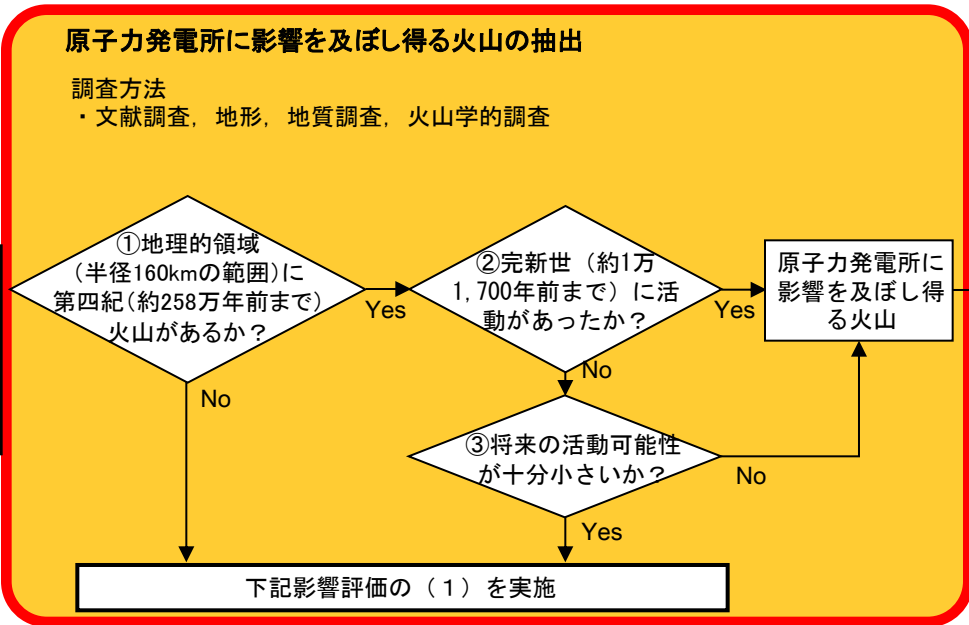 原子力発電所に影響を及ぼし得る火山の抽出
調査方法
・文献調査，地形，地質調査，火山学的調査
①地理的領域
（半径160kmの範囲）に
第四紀（約258万年前まで）
火山があるか？
Yes
②完新世（約1万
1,700年前まで）に活
動があったか？
Yes
原子力発電所に
影響を及ぼし得
る火山
No
No
③将来の活動可能性
が十分小さいか？
No
Yes
下記影響評価の（１）を実施